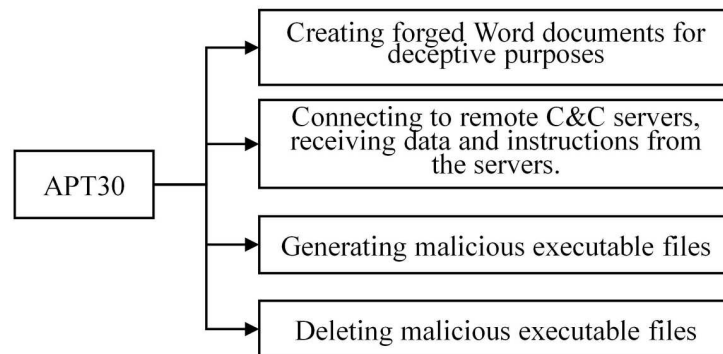 Creating forged Word documents for
deceptive purposes
Connecting to remote C&C servers,
receiving data and instructions from
the servers.
APT30
Generating malicious executable files
Deleting malicious executable files